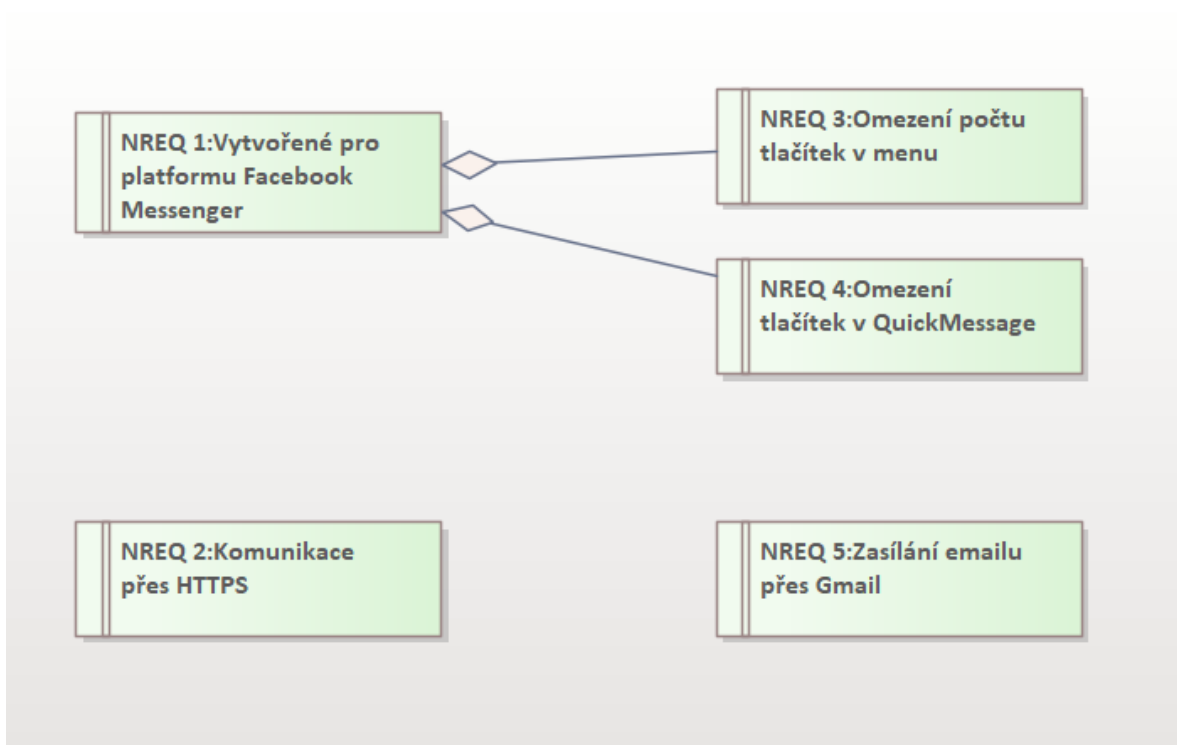 NREQ 1:Vytvořené pro
platformu Facebook
Messenger
NREQ 3:Omezení počtu
tlačítek v menu
NREQ 4:Omezení
tlačítek v QuickMessage
NREQ 2:Komunikace
přes HTTPS
NREQ 5:Zasílání emailu
přes Gmail